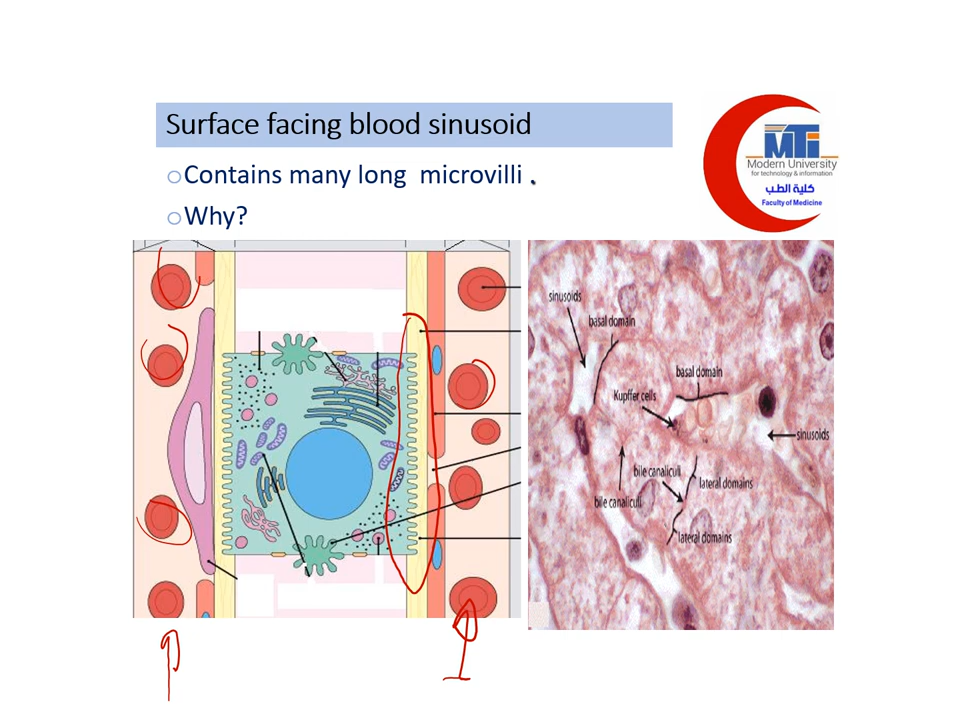 Surface facing blood sinusoid
○Contains many long microvilli .
○Why?
MTI
Modern University
for technology & information
كلية الطب
Faculty of Medicine
sinusoids
basal domain
basal domain
Kupffer cells
sinusoids
bile canaliculi
lateral domains
bile canaliculi
lateral domains